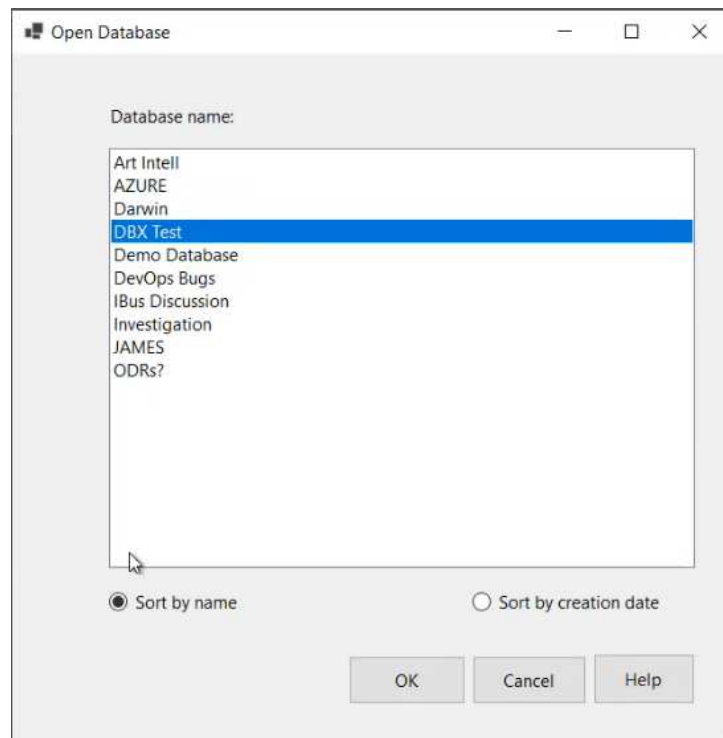 Open Database
Database name:
Art Intell
AZURE
Darwin
DBX Test
Demo Database
DevOps Bugs
IBus Discussion
Investigation
JAMES
ODRs?
Sort by name Sort by creation date
OK Cancel Help